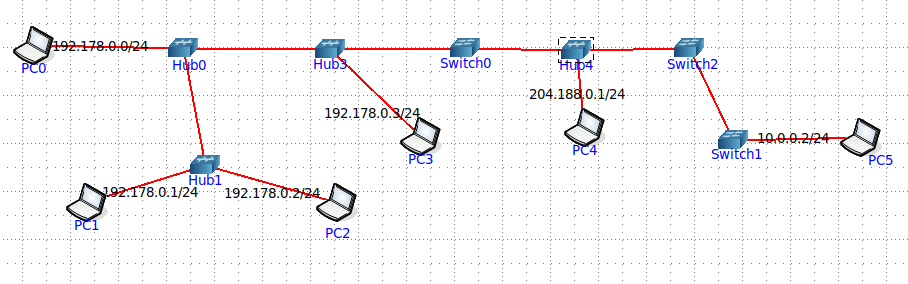 192.178.0.0/24
PC0
Hub0
Hub3
Switch0
Hub4
Switch2
204.188.0.1/24
192.178.0.3/24
PC3
PC4
10.0.0.2/24
Switch1
PC5
Hub1
192.178.0.1/24
192.178.0.2/24
PC1
PC2